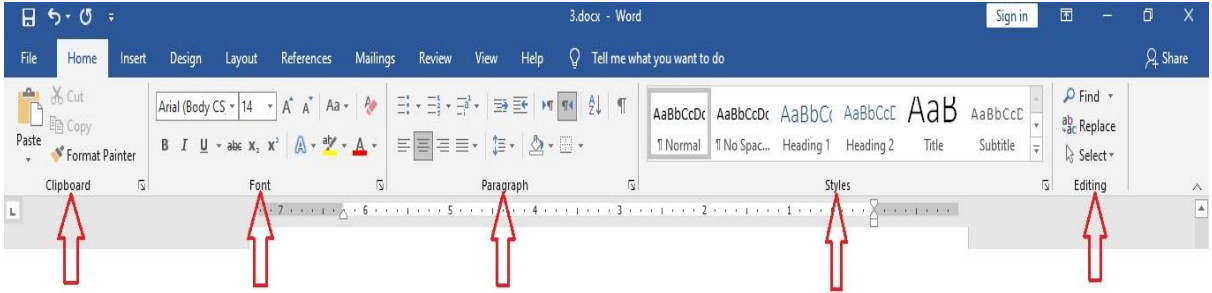 3.docx - Word Sign in
File Home Insert Design Layout References Mailings Review View Help Tell me what you want to do Share
Cut
Copy
Paste
Format Painter
Clipboard
Arial (Body CS, 14 A A Aa
B I U abc X₂ X² A ab A
Font
A Z ¶
Paragraph
AaBbCcDc AaBbCcDc AaBbCc AaBbCcC AaB AaBbCcD
¶ Normal ¶ No Spac... Heading 1 Heading 2 Title Subtitle
Styles
Find
Replace
Select
Editing
L 7 6 5 4 3 2 1